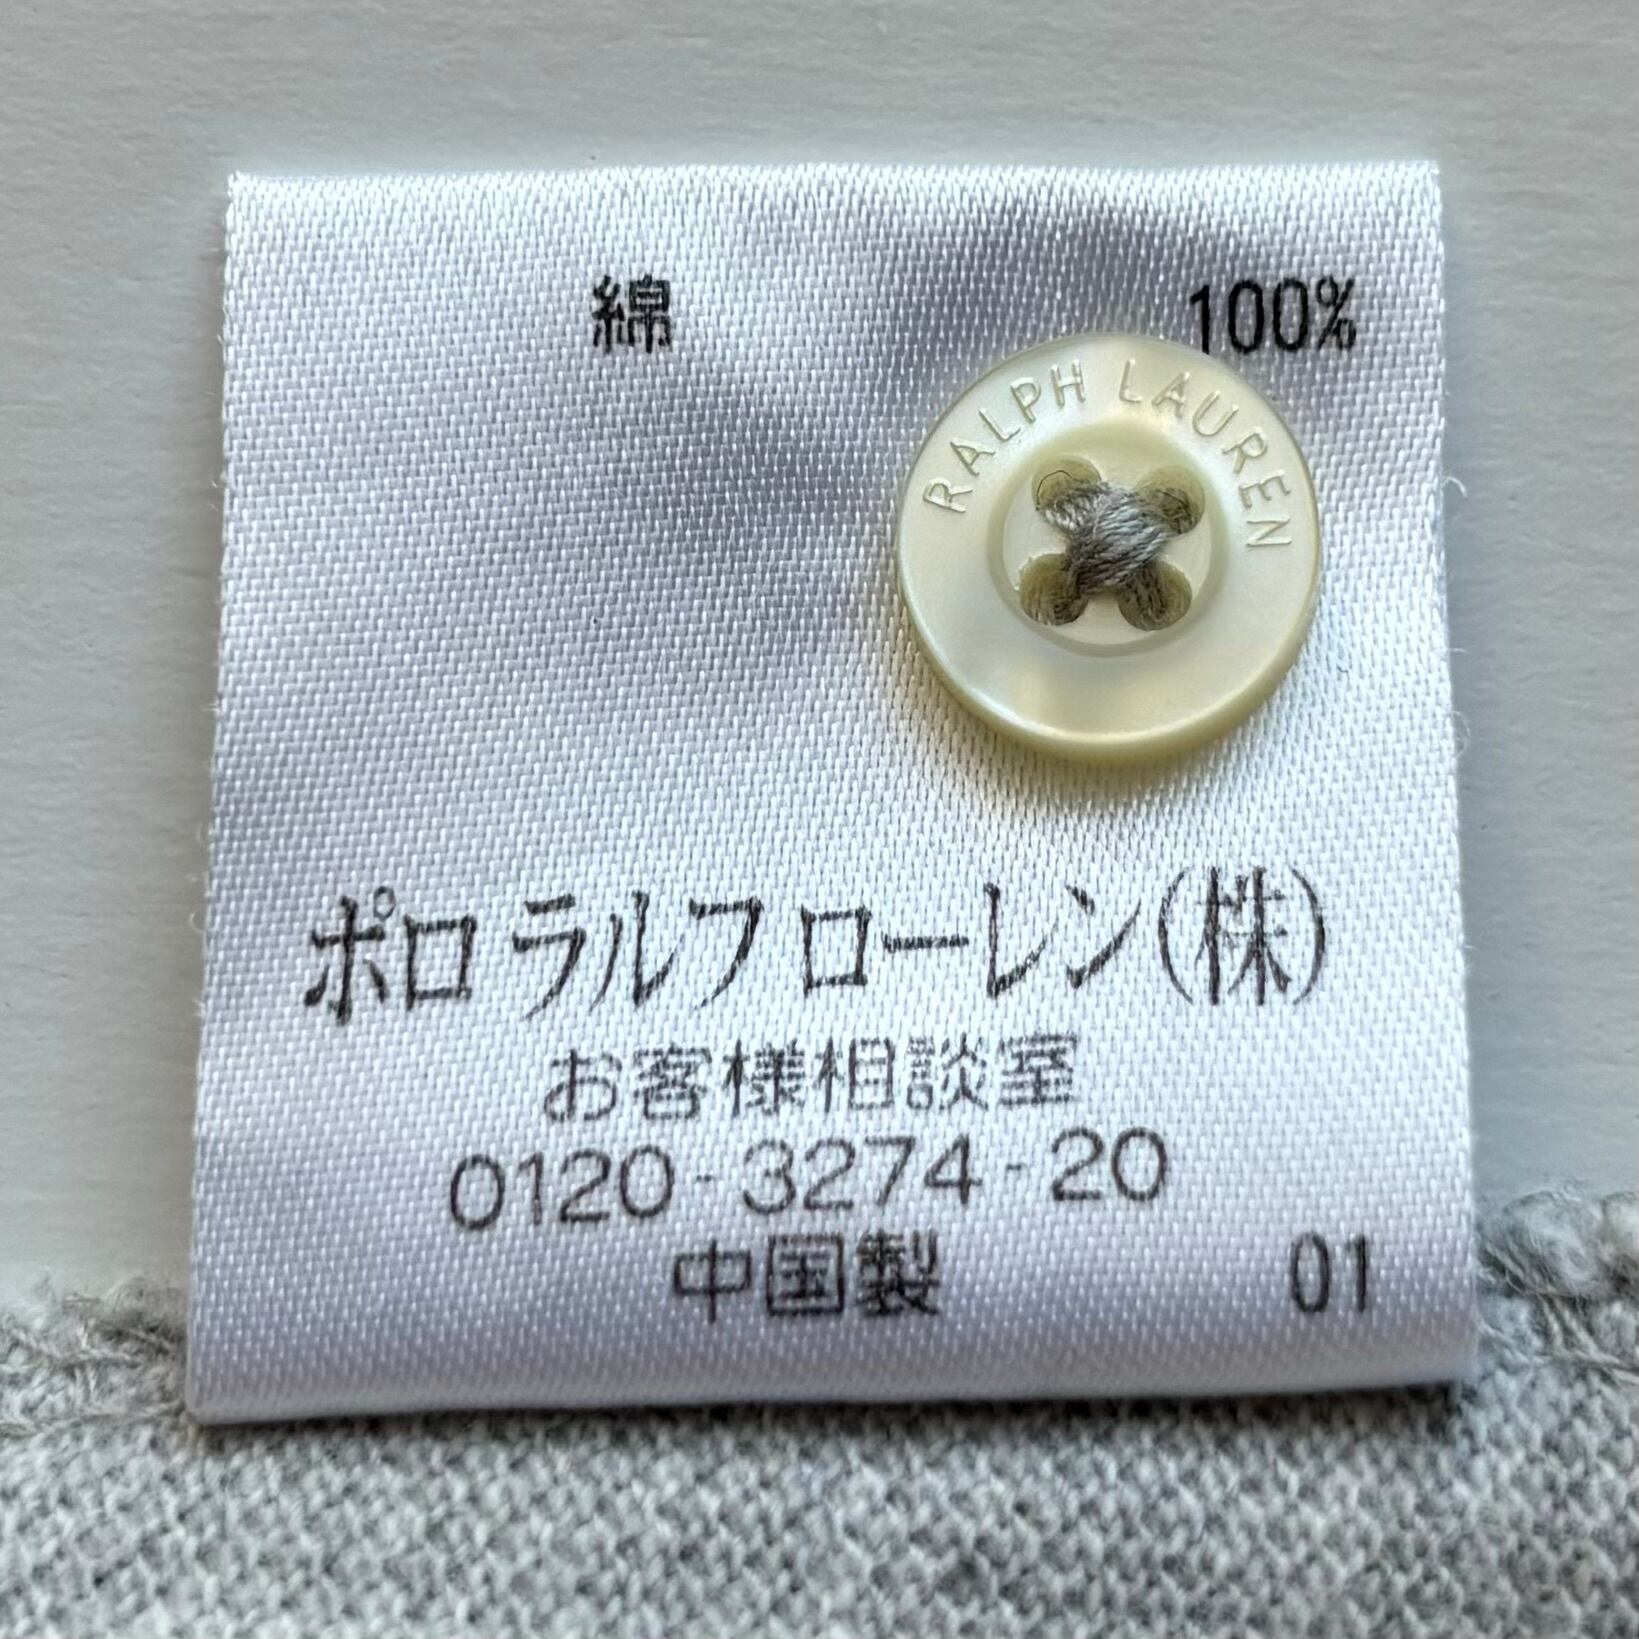 綿 100%
RALPH LAUREN
ポロ ラルフ ローレン(株)
お客様相談室
0120-3274-20
中国製 01